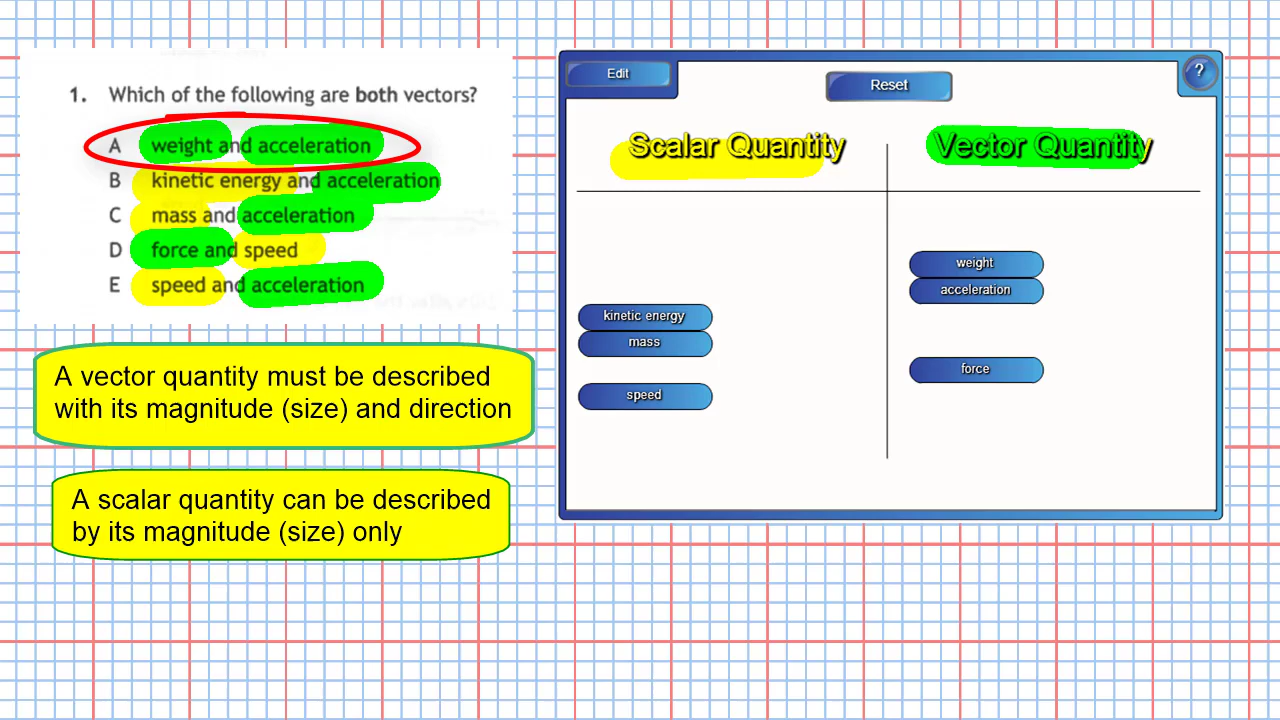 1. Which of the following are both vectors?
A weight and acceleration
B kinetic energy and acceleration
C mass and acceleration
D force and speed
E speed and acceleration
A vector quantity must be described
with its magnitude (size) and direction
A scalar quantity can be described
by its magnitude (size) only
Edit
Reset
?
Scalar Quantity
Vector Quantity
kinetic energy
mass
speed
weight
acceleration
force